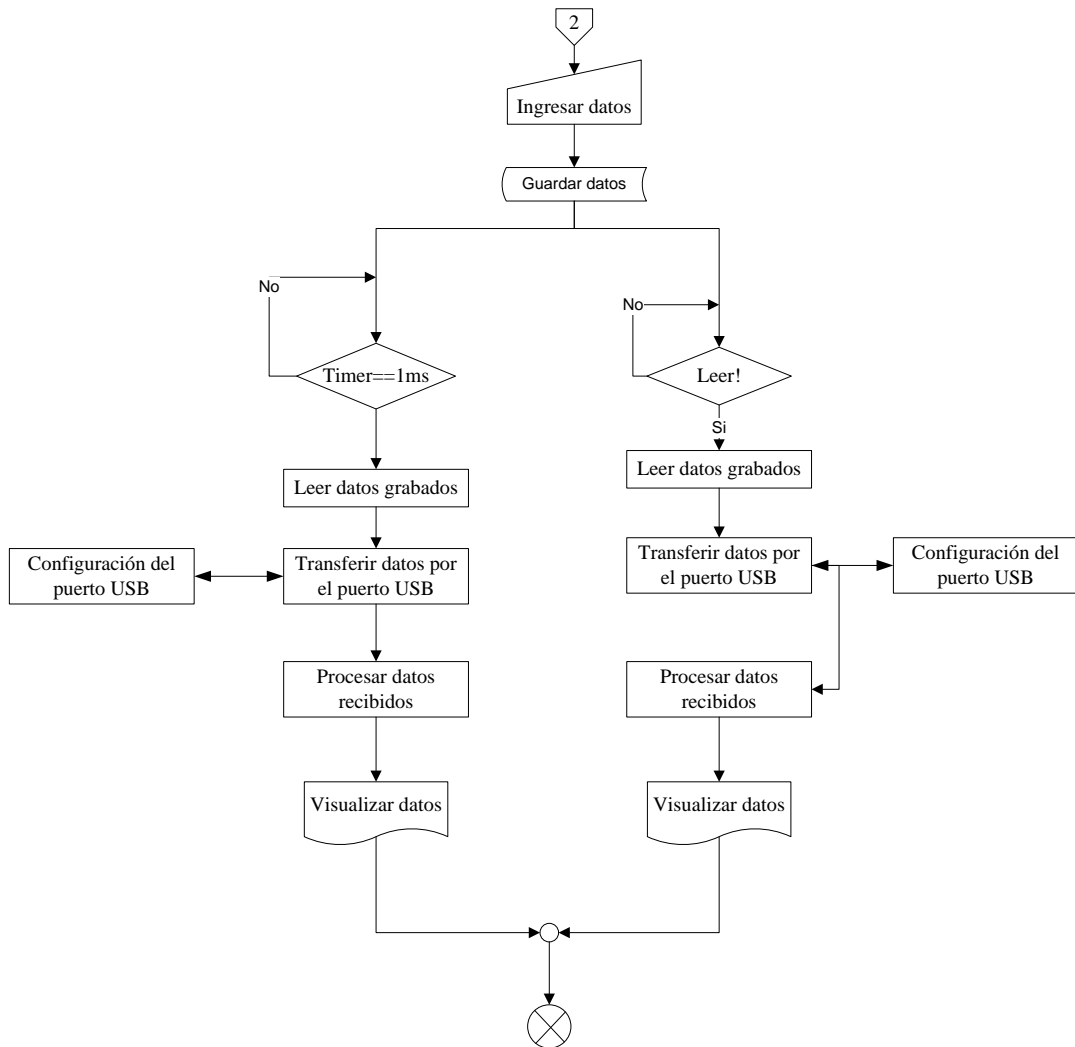 2
Ingresar datos
Guardar datos
No
Timer==1ms
Leer datos grabados
Configuración del
puerto USB
Transferir datos por
el puerto USB
Procesar datos
recibidos
Visualizar datos
No
Leer!
Si
Leer datos grabados
Transferir datos por
el puerto USB
Configuración del
puerto USB
Procesar datos
recibidos
Visualizar datos